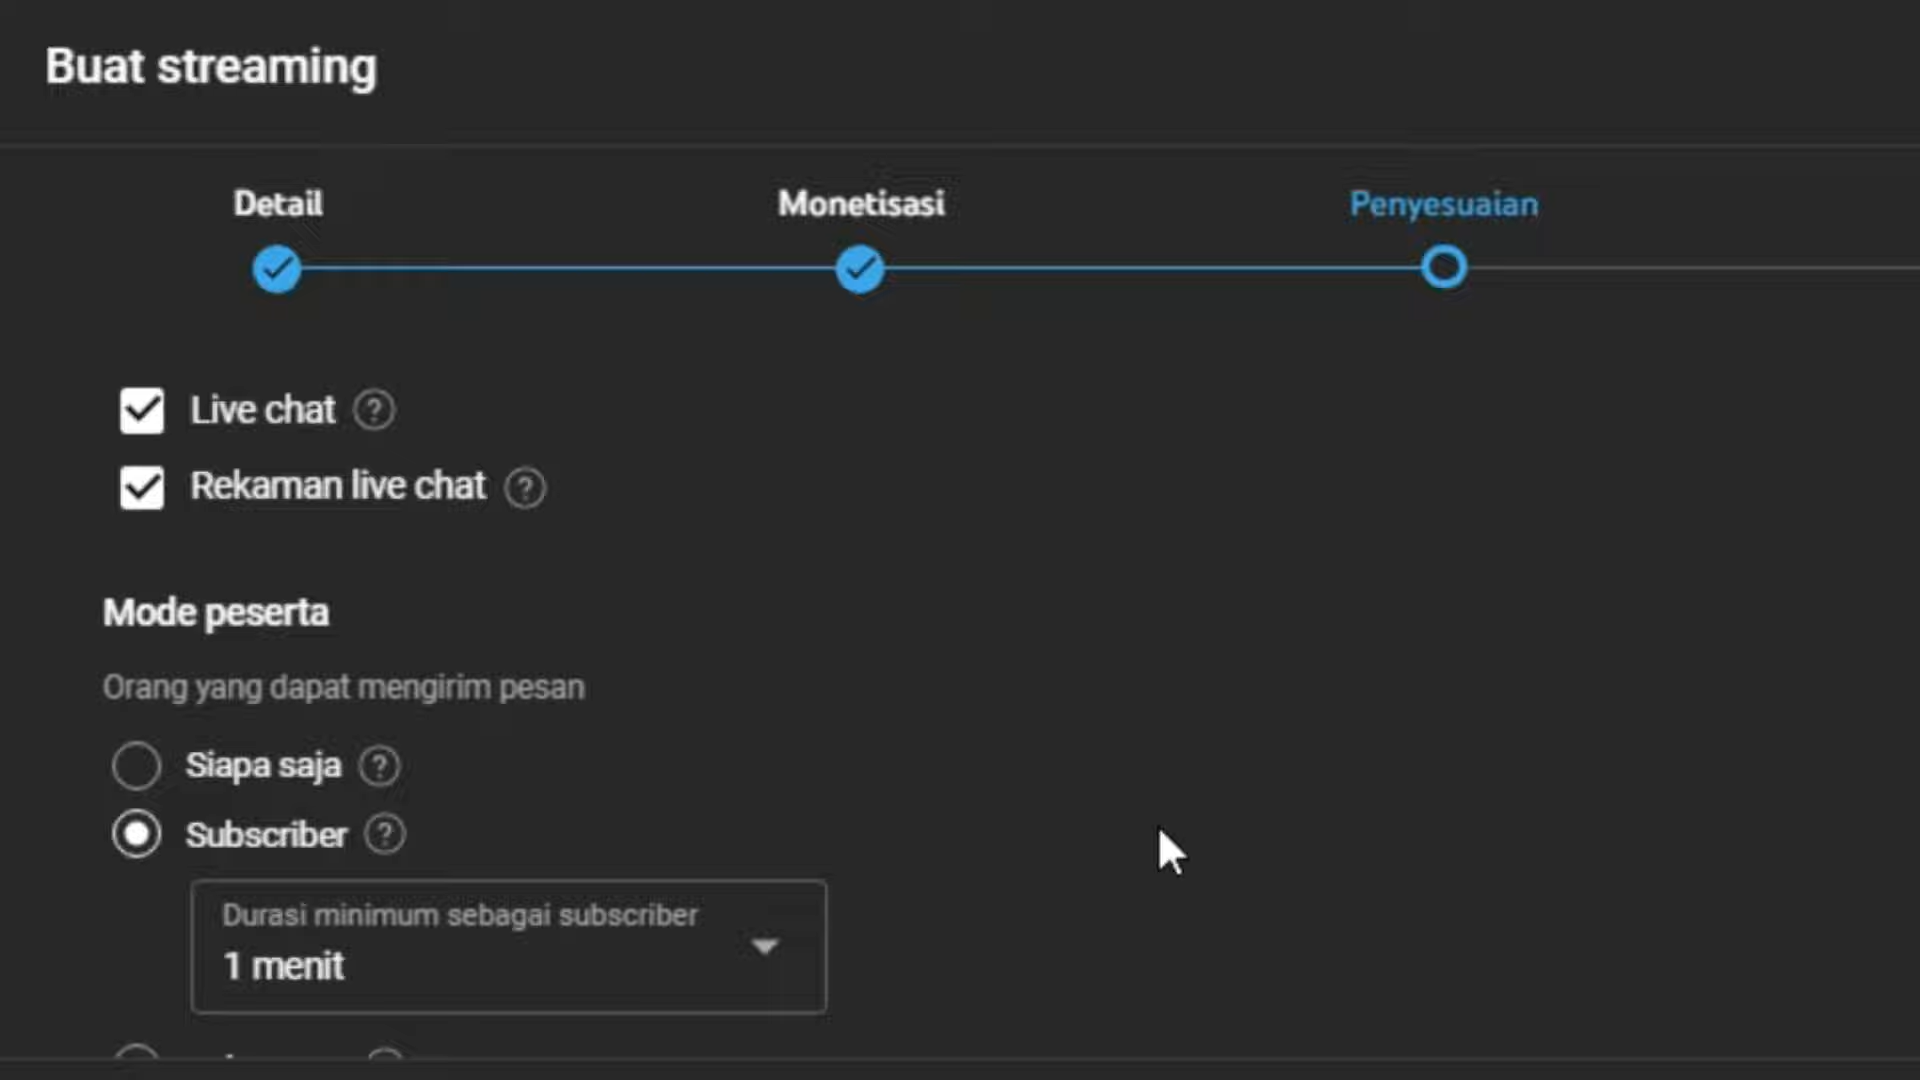 Buat streaming
Detail
Monetisasi
Penyesuaian
Live chat
Rekaman live chat
Mode peserta
Orang yang dapat mengirim pesan
Siapa saja
Subscriber
Durasi minimum sebagai subscriber
1 menit